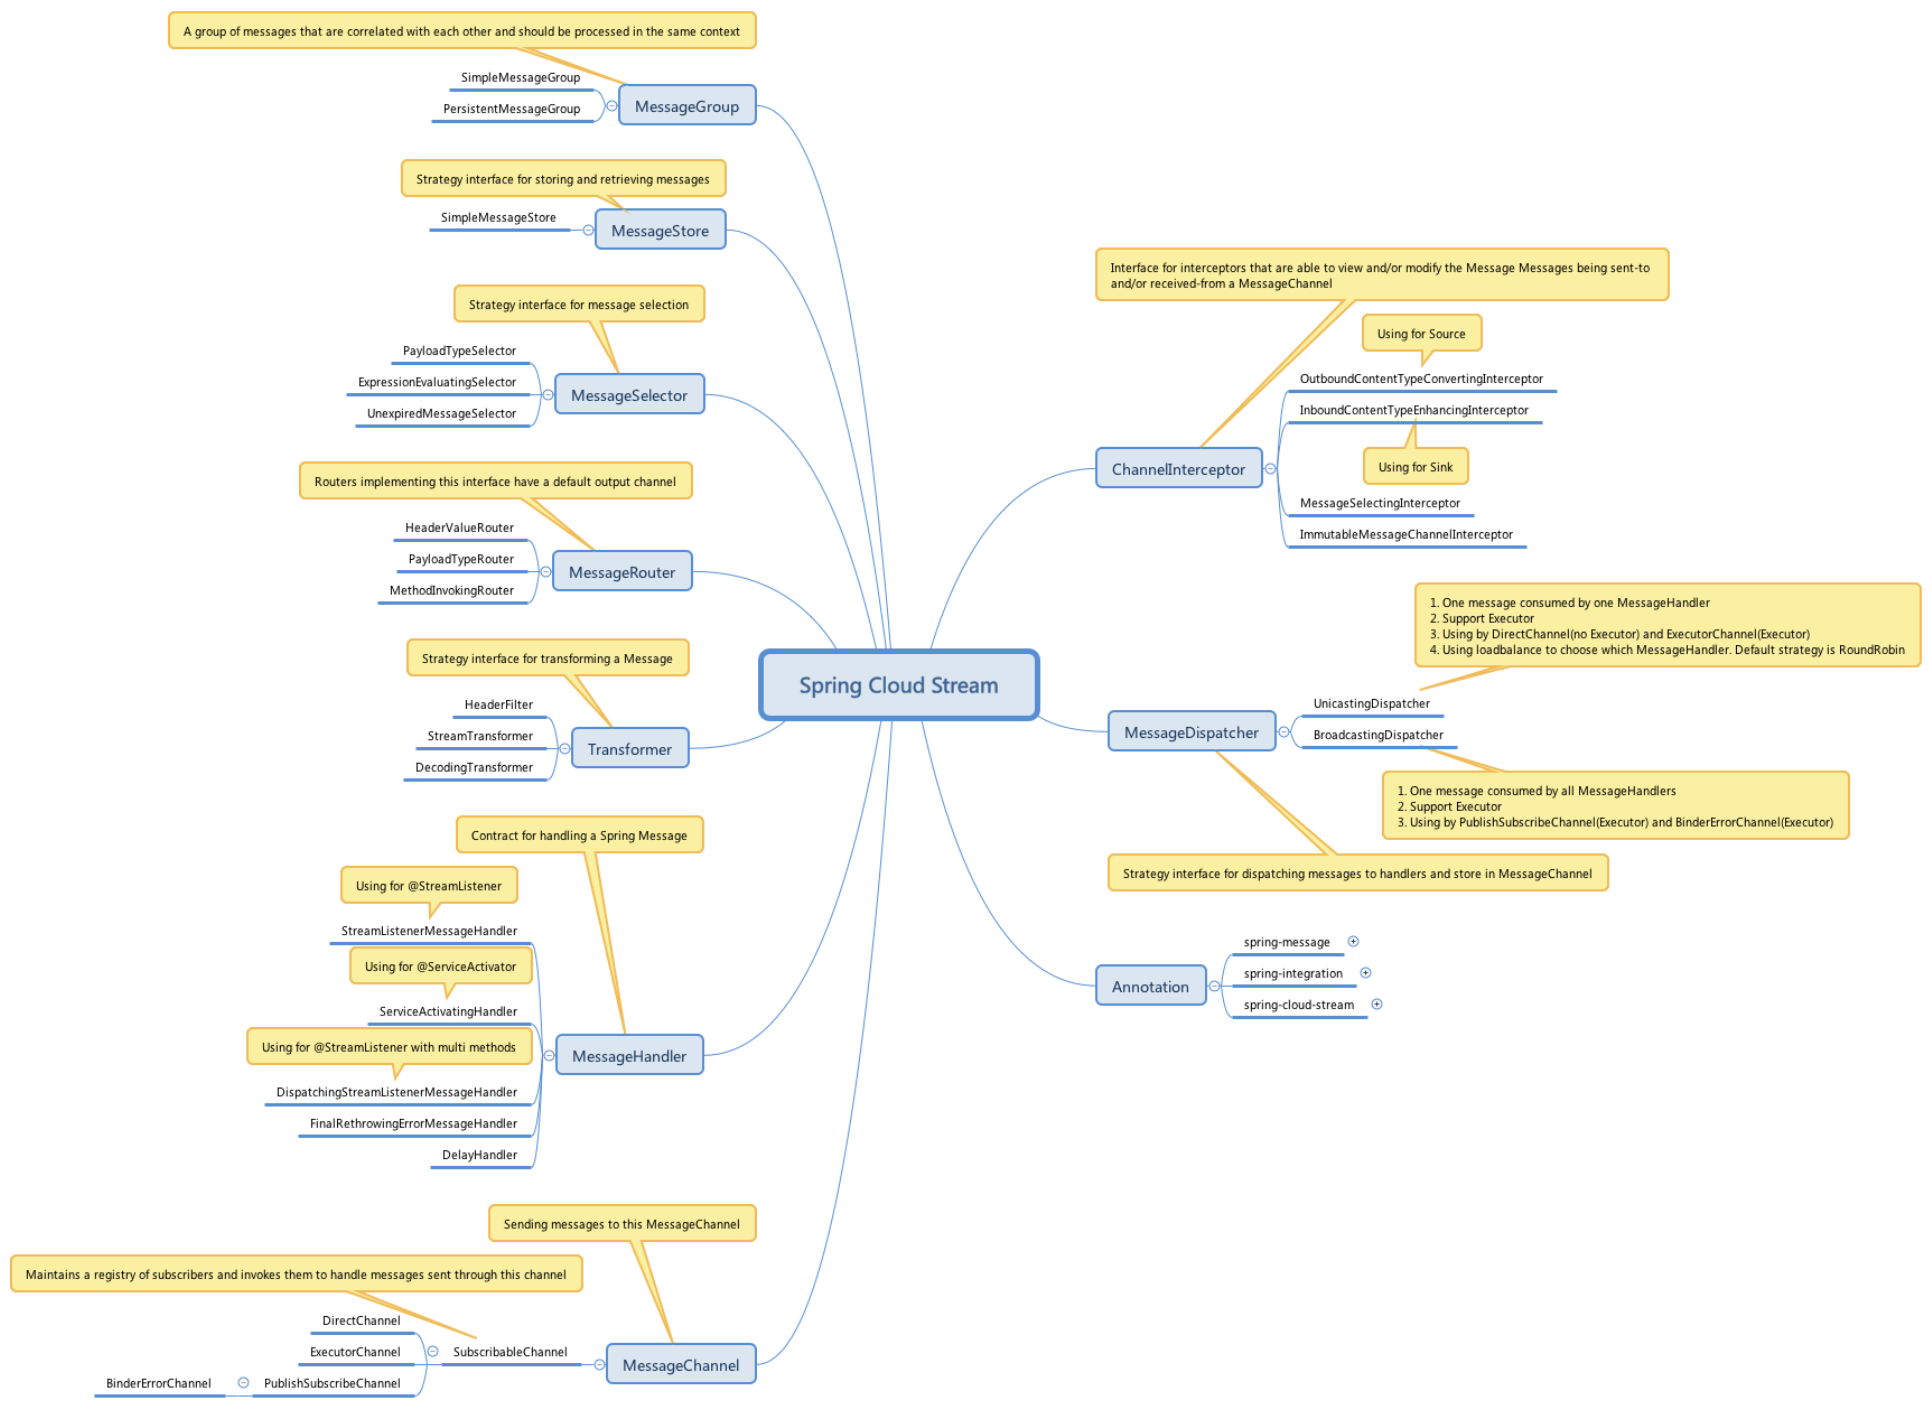 A group of messages that are correlated with each other and should be processed in the same context
SimpleMessageGroup
PersistentMessageGroup
MessageGroup
Strategy interface for storing and retrieving messages
SimpleMessageStore
MessageStore
Strategy interface for message selection
PayloadTypeSelector
ExpressionEvaluatingSelector
UnexpiredMessageSelector
MessageSelector
Routers implementing this interface have a default output channel
HeaderValueRouter
PayloadTypeRouter
MethodInvokingRouter
MessageRouter
Strategy interface for transforming a Message
HeaderFilter
StreamTransformer
DecodingTransformer
Transformer
Contract for handling a Spring Message
Using for @StreamListener
StreamListenerMessageHandler
Using for @ServiceActivator
ServiceActivatingHandler
Using for @StreamListener with multi methods
DispatchingStreamListenerMessageHandler
FinalRethrowingErrorMessageHandler
DelayHandler
MessageHandler
Sending messages to this MessageChannel
Maintains a registry of subscribers and invokes them to handle messages sent through this channel
DirectChannel
ExecutorChannel
BinderErrorChannel
PublishSubscribeChannel
SubscribableChannel
MessageChannel
Spring Cloud Stream
Interface for interceptors that are able to view and/or modify the Message Messages being sent-to
and/or received-from a MessageChannel
Using for Source
OutboundContentTypeConvertingInterceptor
InboundContentTypeEnhancingInterceptor
Using for Sink
MessageSelectingInterceptor
ImmutableMessageChannelInterceptor
ChannelInterceptor
1. One message consumed by one MessageHandler
2. Support Executor
3. Using by DirectChannel(no Executor) and ExecutorChannel(Executor)
4. Using loadbalance to choose which MessageHandler. Default strategy is RoundRobin
UnicastingDispatcher
BroadcastingDispatcher
MessageDispatcher
1. One message consumed by all MessageHandlers
2. Support Executor
3. Using by PublishSubscribeChannel(Executor) and BinderErrorChannel(Executor)
Strategy interface for dispatching messages to handlers and store in MessageChannel
spring-message
spring-integration
spring-cloud-stream
Annotation